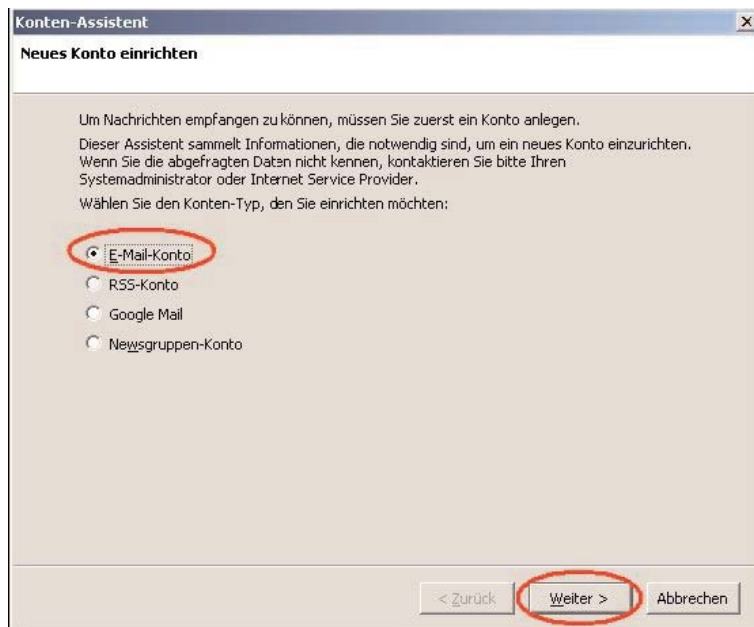 Konten-Assistent
Neues Konto einrichten
Um Nachrichten empfangen zu können, müssen Sie zuerst ein Konto anlegen.
Dieser Assistent sammelt Informationen, die notwendig sind, um ein neues Konto einzurichten.
Wenn Sie die abgefragten Daten nicht kennen, kontaktieren Sie bitte Ihren
Systemadministrator oder Internet Service Provider.
Wählen Sie den Konten-Typ, den Sie einrichten möchten:
E-Mail-Konto
RSS-Konto
Google Mail
Newsgruppen-Konto
< Zurück Weiter > Abbrechen